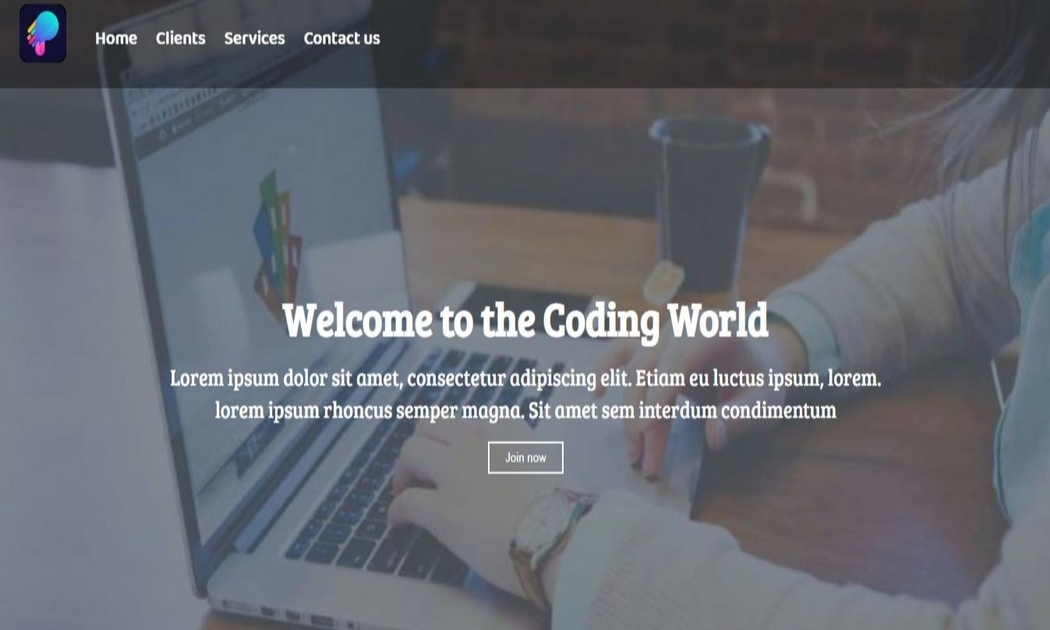 Home Clients Services Contact us
Welcome to the Coding World
Lorem ipsum dolor sit amet, consectetur adipiscing elit. Etiam eu luctus ipsum, lorem.
lorem ipsum rhoncus semper magna. Sit amet sem interdum condimentum
Join now